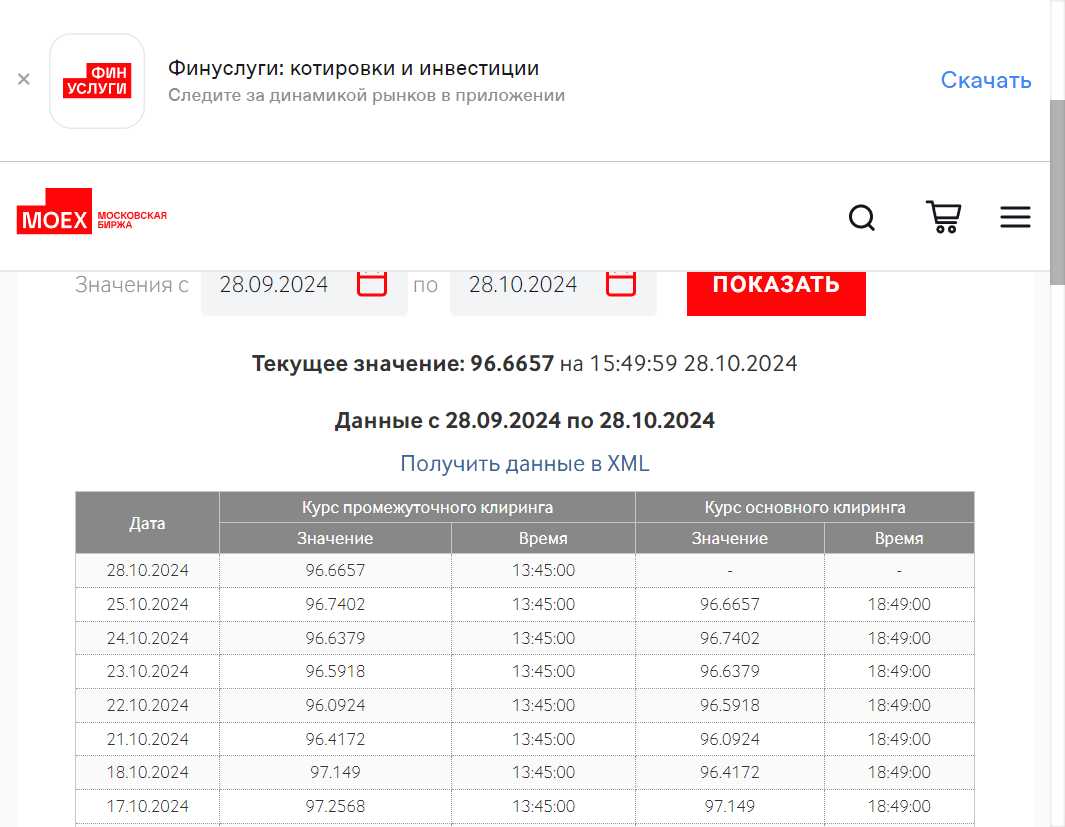 ФИН
УСЛУГИ
Финуслуги: котировки и инвестиции
Следите за динамикой рынков в приложении
Скачать
MOEX МОСКОВСКАЯ
БИРЖА
Значения с 28.09.2024 по 28.10.2024 ПОКАЗАТЬ
Текущее значение: 96.6657 на 15:49:59 28.10.2024
Данные с 28.09.2024 по 28.10.2024
Получить данные в XML
Дата Курс промежуточного клиринга Курс основного клиринга
Значение Время Значение Время
28.10.2024 96.6657 13:45:00 - -
25.10.2024 96.7402 13:45:00 96.6657 18:49:00
24.10.2024 96.6379 13:45:00 96.7402 18:49:00
23.10.2024 96.5918 13:45:00 96.6379 18:49:00
22.10.2024 96.0924 13:45:00 96.5918 18:49:00
21.10.2024 96.4172 13:45:00 96.0924 18:49:00
18.10.2024 97.149 13:45:00 96.4172 18:49:00
17.10.2024 97.2568 13:45:00 97.149 18:49:00